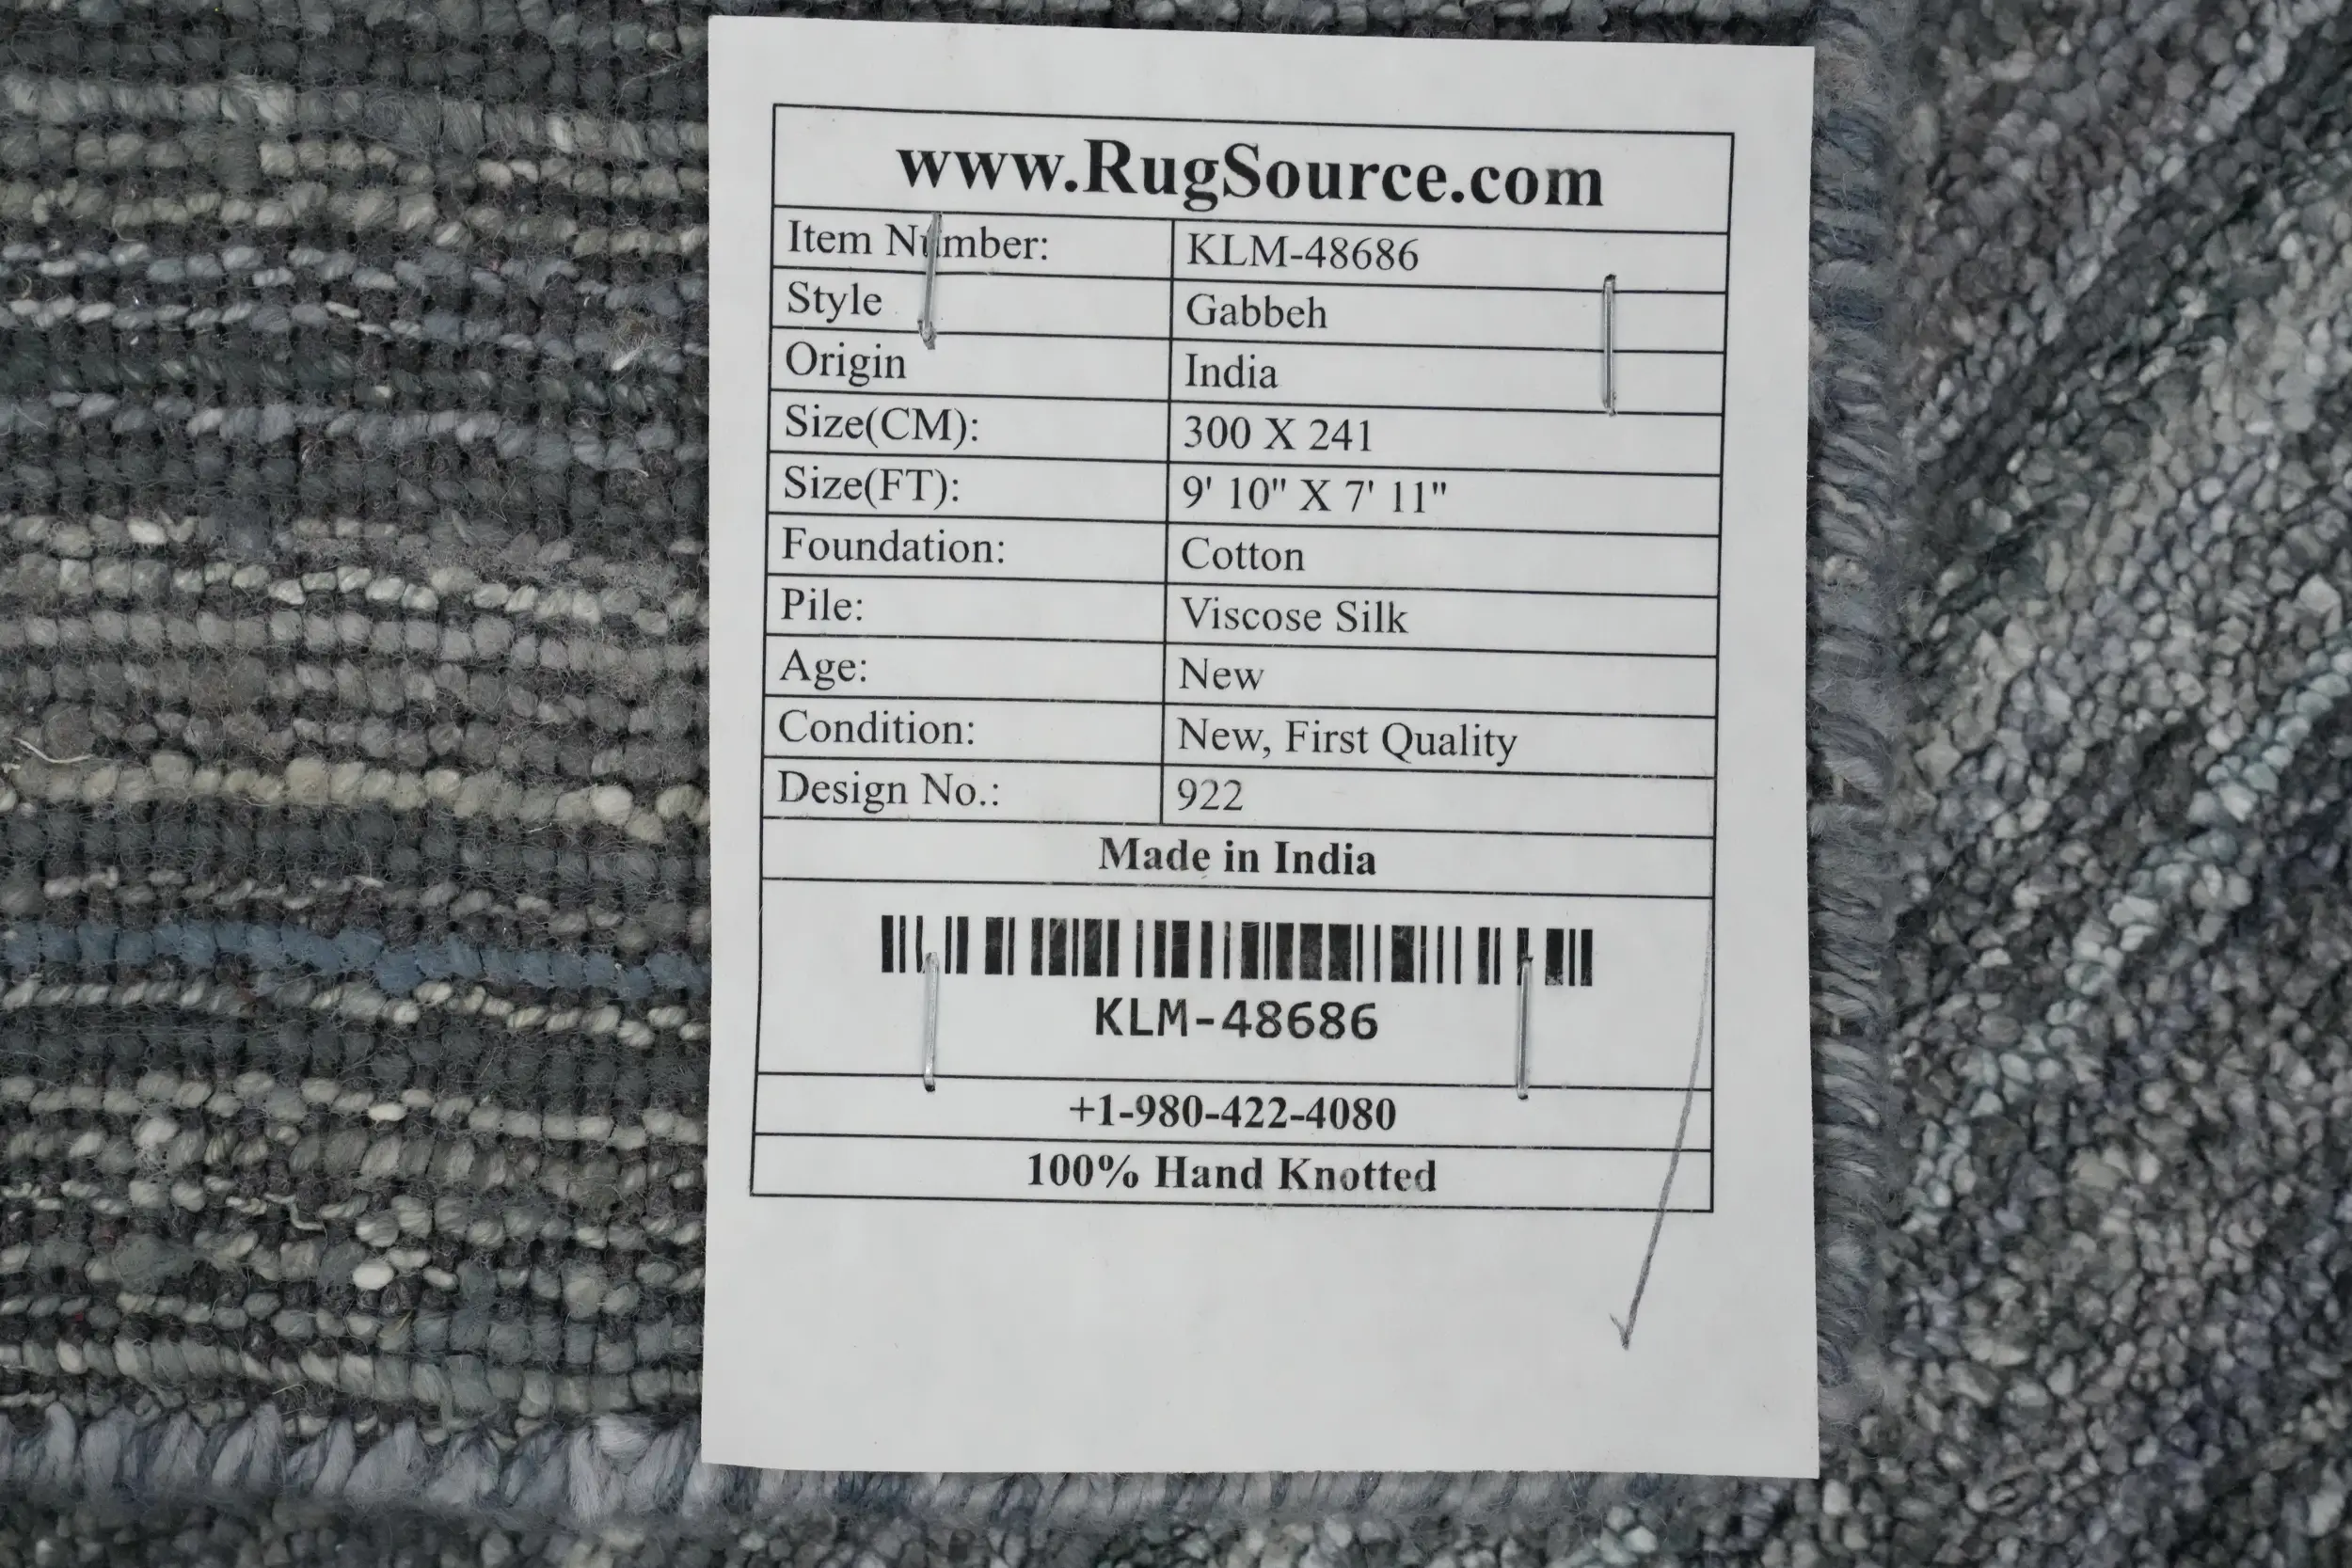 www.RugSource.com
Item Number: KLM-48686
Style Gabbeh
Origin India
Size(CM): 300 X 241
Size(FT): 9' 10" X 7' 11"
Foundation: Cotton
Pile: Viscose Silk
Age: New
Condition: New, First Quality
Design No.: 922
Made in India
KLM-48686
+1-980-422-4080
100% Hand Knotted